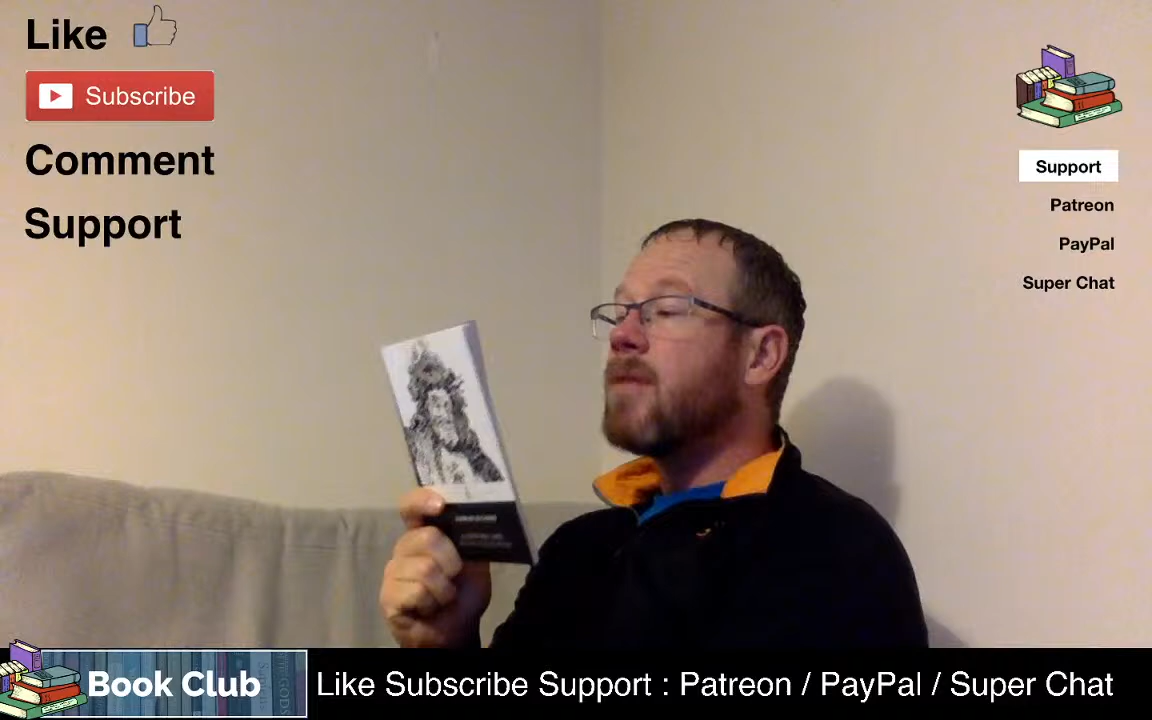 Like
Subscribe
Comment
Support
Support
Patreon
PayPal
Super Chat
Book Club
Like Subscribe Support : Patreon / PayPal / Super Chat